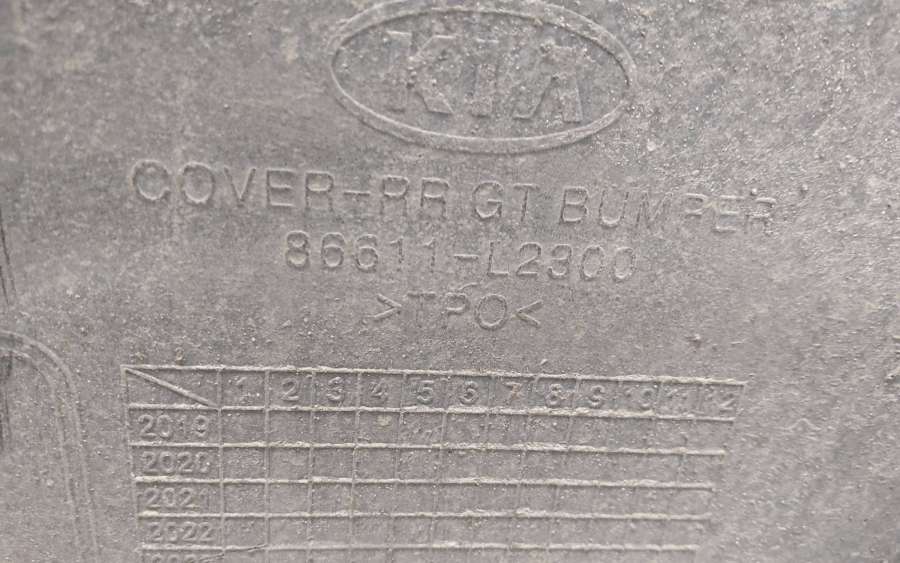 KIA
COVER-RR GT BUMPER
86611-L2300
>TPO<
1 2 3 4 5 6 7 8 9 10 11 12
2019
2020
2021
2022